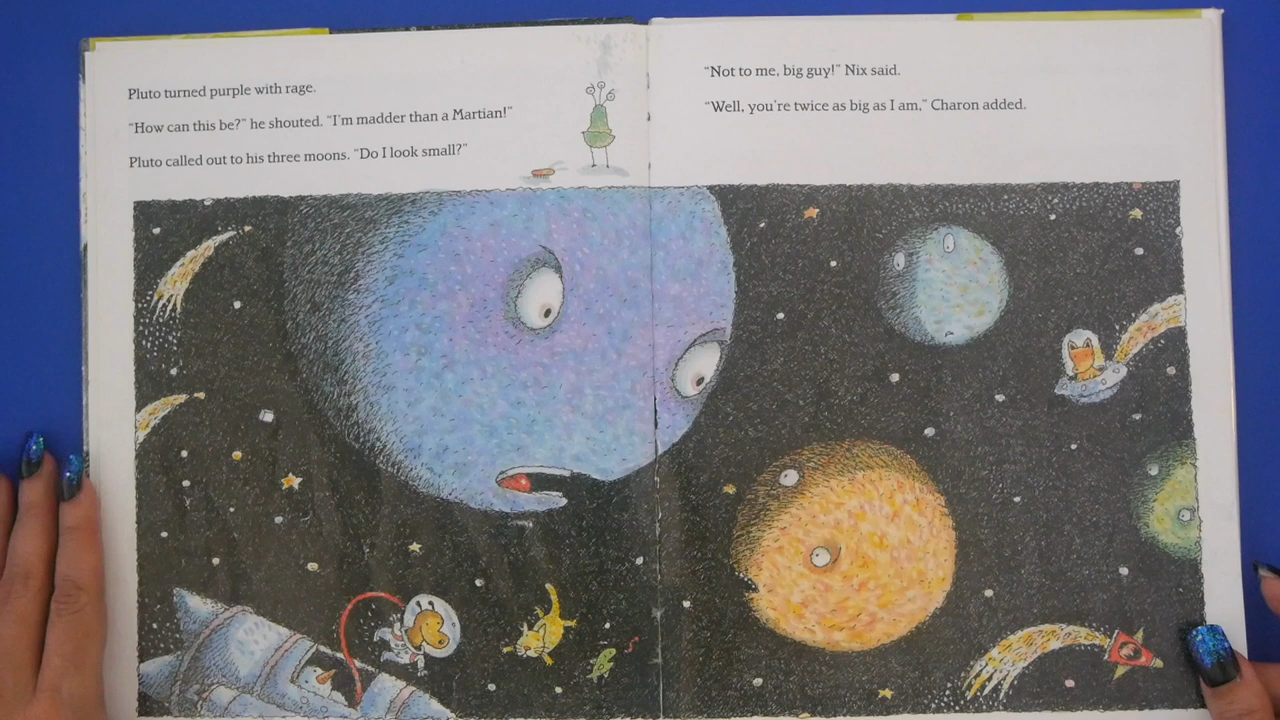 Pluto turned purple with rage.
“How can this be?” he shouted. “I’m madder than a Martian!”
Pluto called out to his three moons. “Do I look small?”
“Not to me, big guy!” Nix said.
“Well, you’re twice as big as I am,” Charon added.